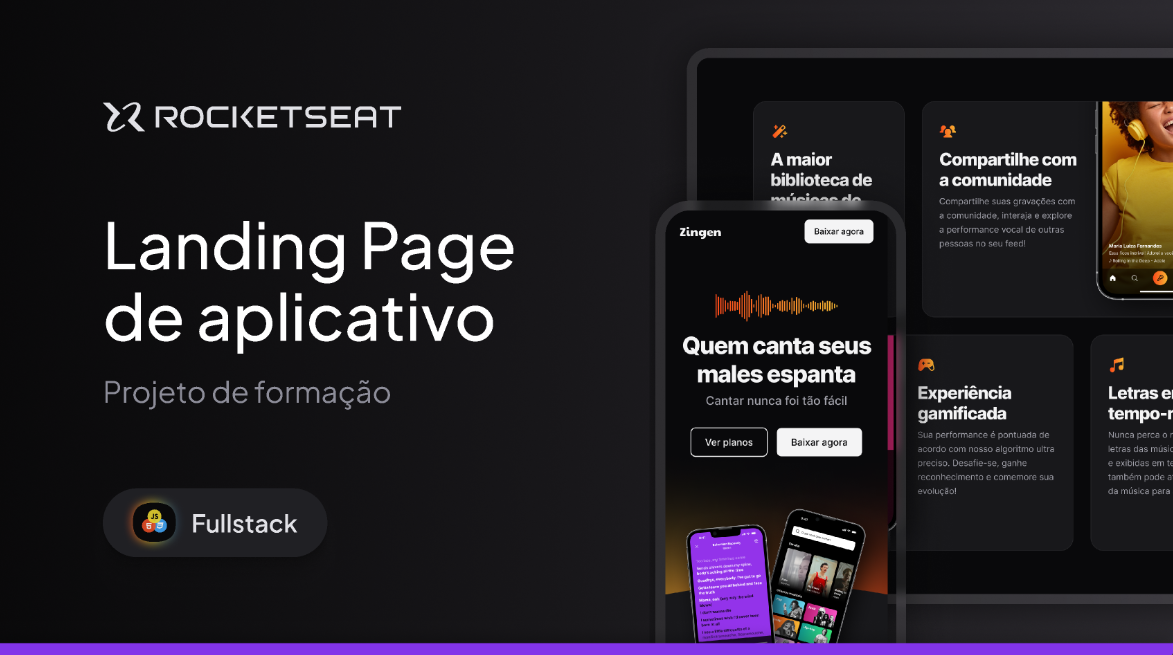 ROCKETSEAT
Landing Page
de aplicativo
Projeto de formação
JS
Fullstack
A maior
biblioteca de
músicas do
Compartilhe com
a comunidade
Compartilhe suas gravações com
a comunidade, interaja e explore
a performance vocal de outras
pessoas no seu feed!
Maria Luiza Fernandes
Zingen
Baixar agora
Quem canta seus
males espanta
Cantar nunca foi tão fácil
Ver planos
Baixar agora
Experiência
gamificada
Sua performance é pontuada de
acordo com nosso algoritmo ultra
preciso. Desafie-se, ganhe
reconhecimento e comemore sua
evolução!
Letras e
tempo-r
Nunca perca o
letras das músi
e exibidas em te
também pode a
da música para